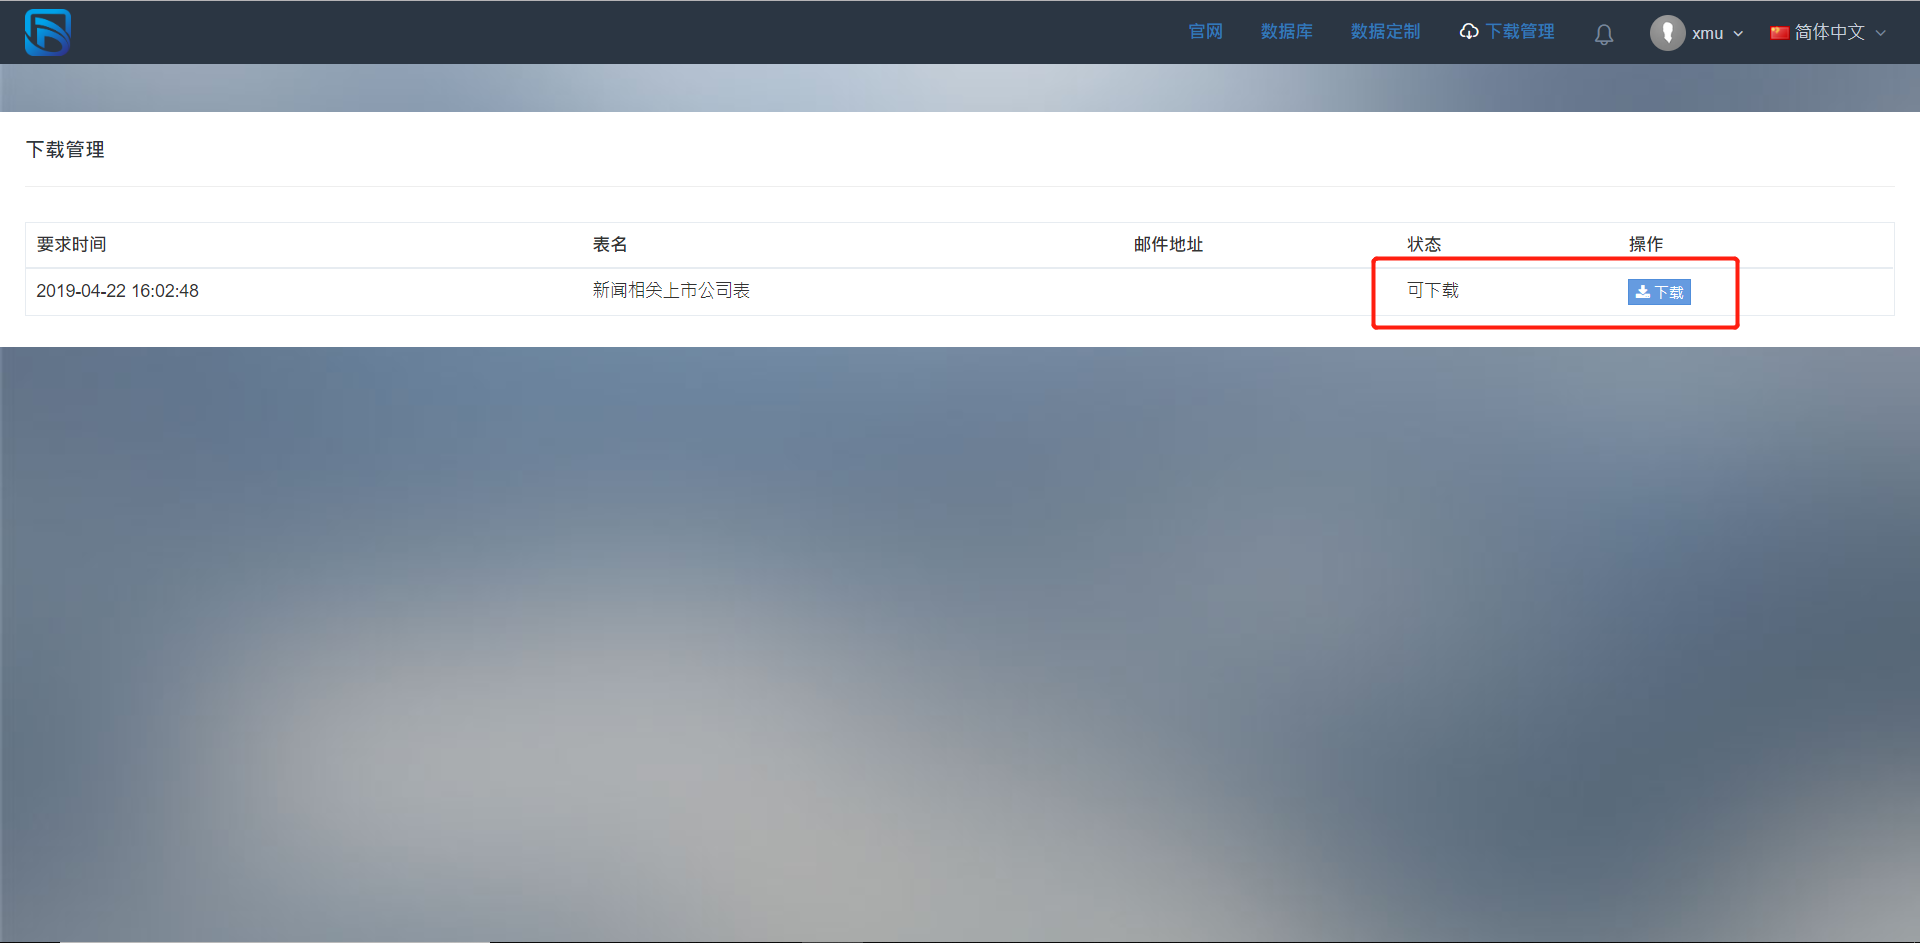 官网 数据库 数据定制 下载管理 xmu 简体中文
下载管理
要求时间 表名 邮件地址 状态 操作
2019-04-22 16:02:48 新闻相关上市公司表 可下载 下载